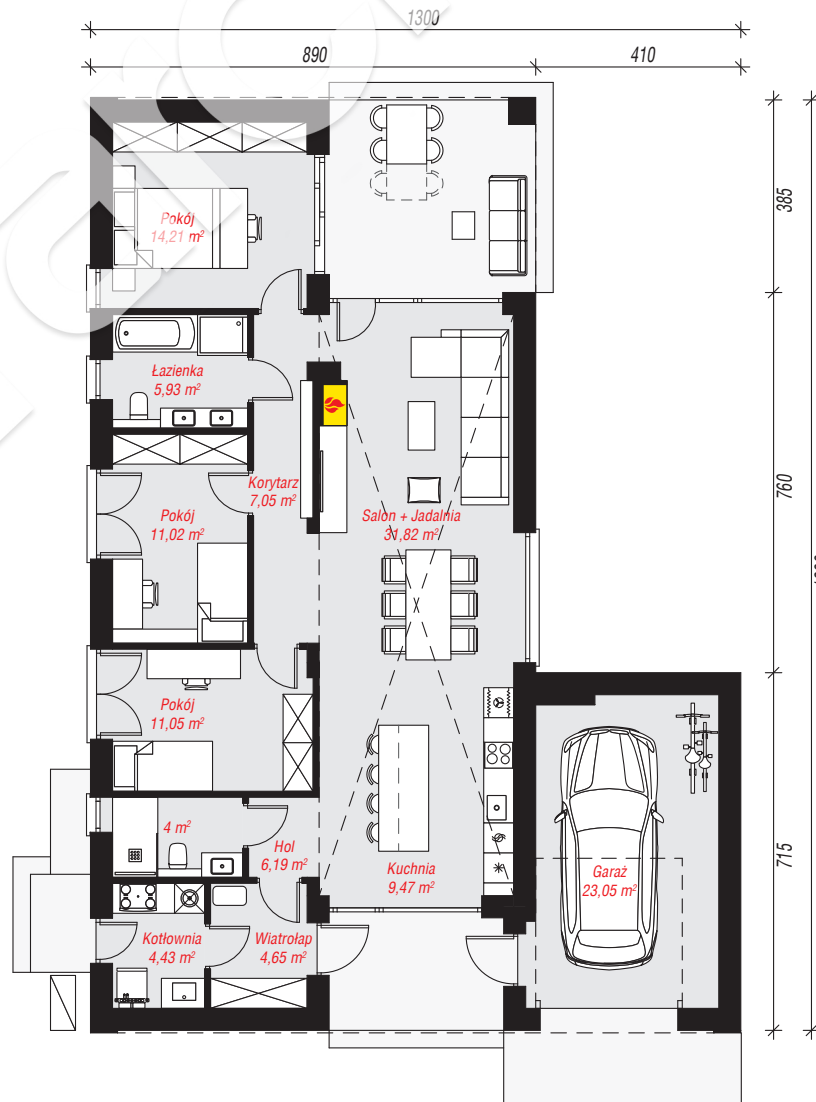 1300
890
410
385
Pokój
14,21 m²
Łazienka
5,93 m²
Korytarz
7,05 m²
760
Pokój
11,02 m²
Salon + Jadalnia
31,82 m²
Pokój
11,05 m²
4 m²
Hol
6,19 m²
Kuchnia
9,47 m²
Garaż
23,05 m²
715
Kotłownia
4,43 m²
Wiatrołap
4,65 m²